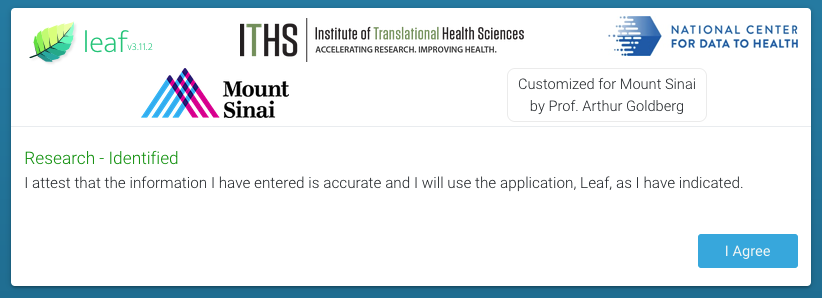 leaf v3.11.2
ITHS
Institute of Translational Health Sciences
ACCELERATING RESEARCH. IMPROVING HEALTH.
NATIONAL CENTER
FOR DATA TO HEALTH
Mount
Sinai
Customized for Mount Sinai
by Prof. Arthur Goldberg
Research - Identified
I attest that the information I have entered is accurate and I will use the application, Leaf, as I have indicated.
I Agree